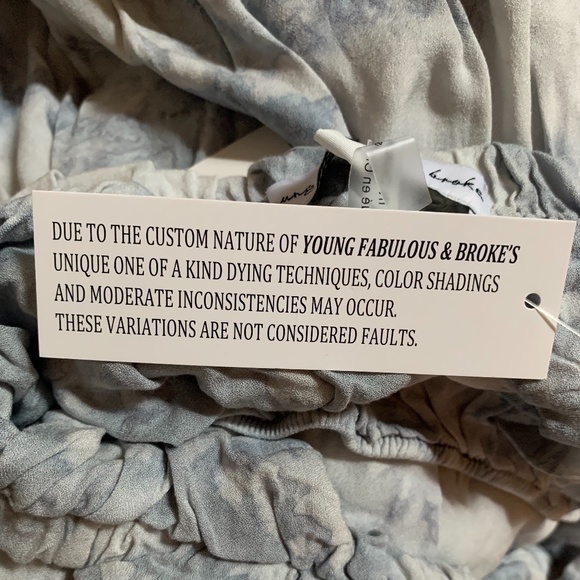 broke
DUE TO THE CUSTOM NATURE OF YOUNG FABULOUS & BROKE'S
UNIQUE ONE OF A KIND DYING TECHNIQUES, COLOR SHADINGS
AND MODERATE INCONSISTENCIES MAY OCCUR.
THESE VARIATIONS ARE NOT CONSIDERED FAULTS.